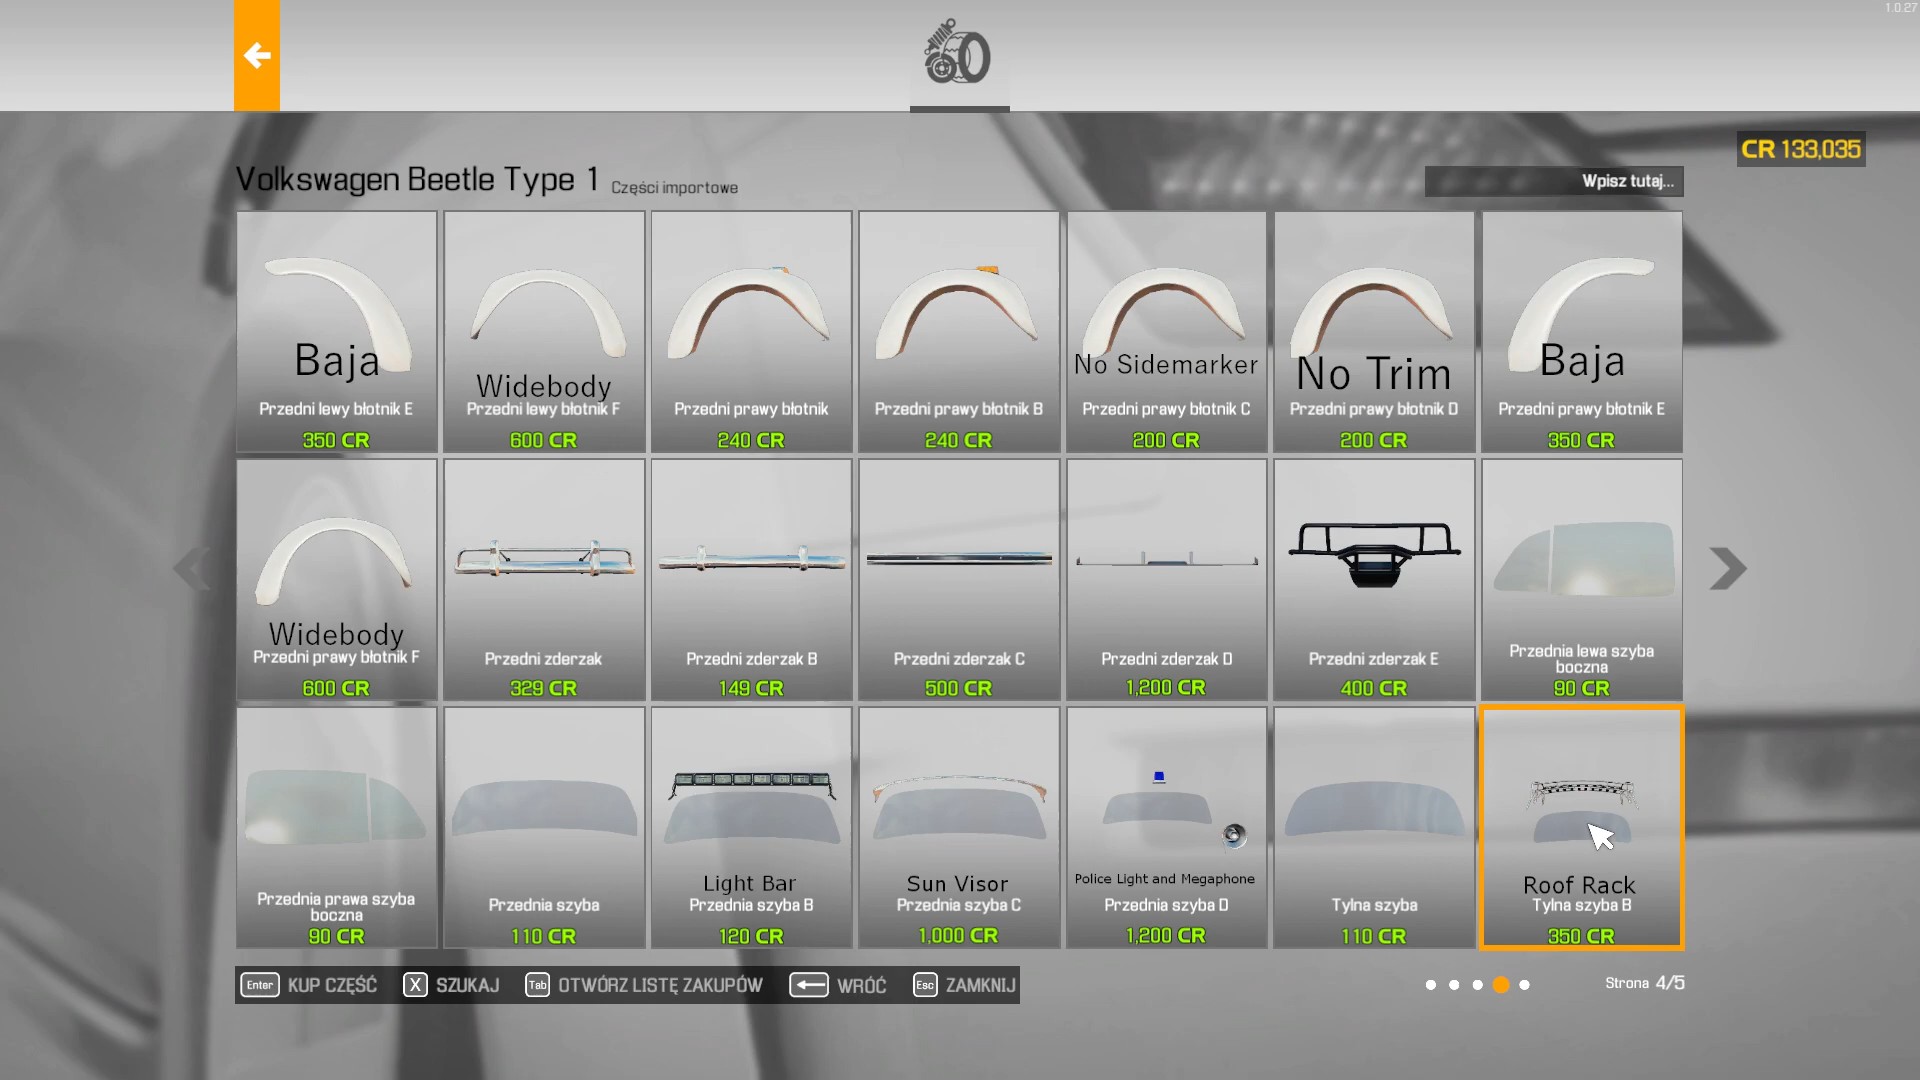 1.0.27
CR 133,035
Volkswagen Beetle Type 1 Części importowe
Wpisz tutaj...
Baja
Przedni lewy błotnik E
350 CR
Widebody
Przedni lewy błotnik F
600 CR
Przedni prawy błotnik
240 CR
Przedni prawy błotnik B
240 CR
No Sidemarker
Przedni prawy błotnik C
200 CR
No Trim
Przedni prawy błotnik D
200 CR
Baja
Przedni prawy błotnik E
350 CR
Widebody
Przedni prawy błotnik F
600 CR
Przedni zderzak
329 CR
Przedni zderzak B
149 CR
Przedni zderzak C
500 CR
Przedni zderzak D
1,200 CR
Przedni zderzak E
400 CR
Przednia lewa szyba
boczna
90 CR
Przednia prawa szyba
boczna
90 CR
Przednia szyba
110 CR
Light Bar
Przednia szyba B
120 CR
Sun Visor
Przednia szyba C
1,000 CR
Police Light and Megaphone
Przednia szyba D
1,200 CR
Tylna szyba
110 CR
Roof Rack
Tylna szyba B
350 CR
Enter KUP CZĘŚĆ X SZUKAJ Tab OTWÓRZ LISTĘ ZAKUPÓW WRÓĆ Esc ZAMKNIJ
Strona 4/5